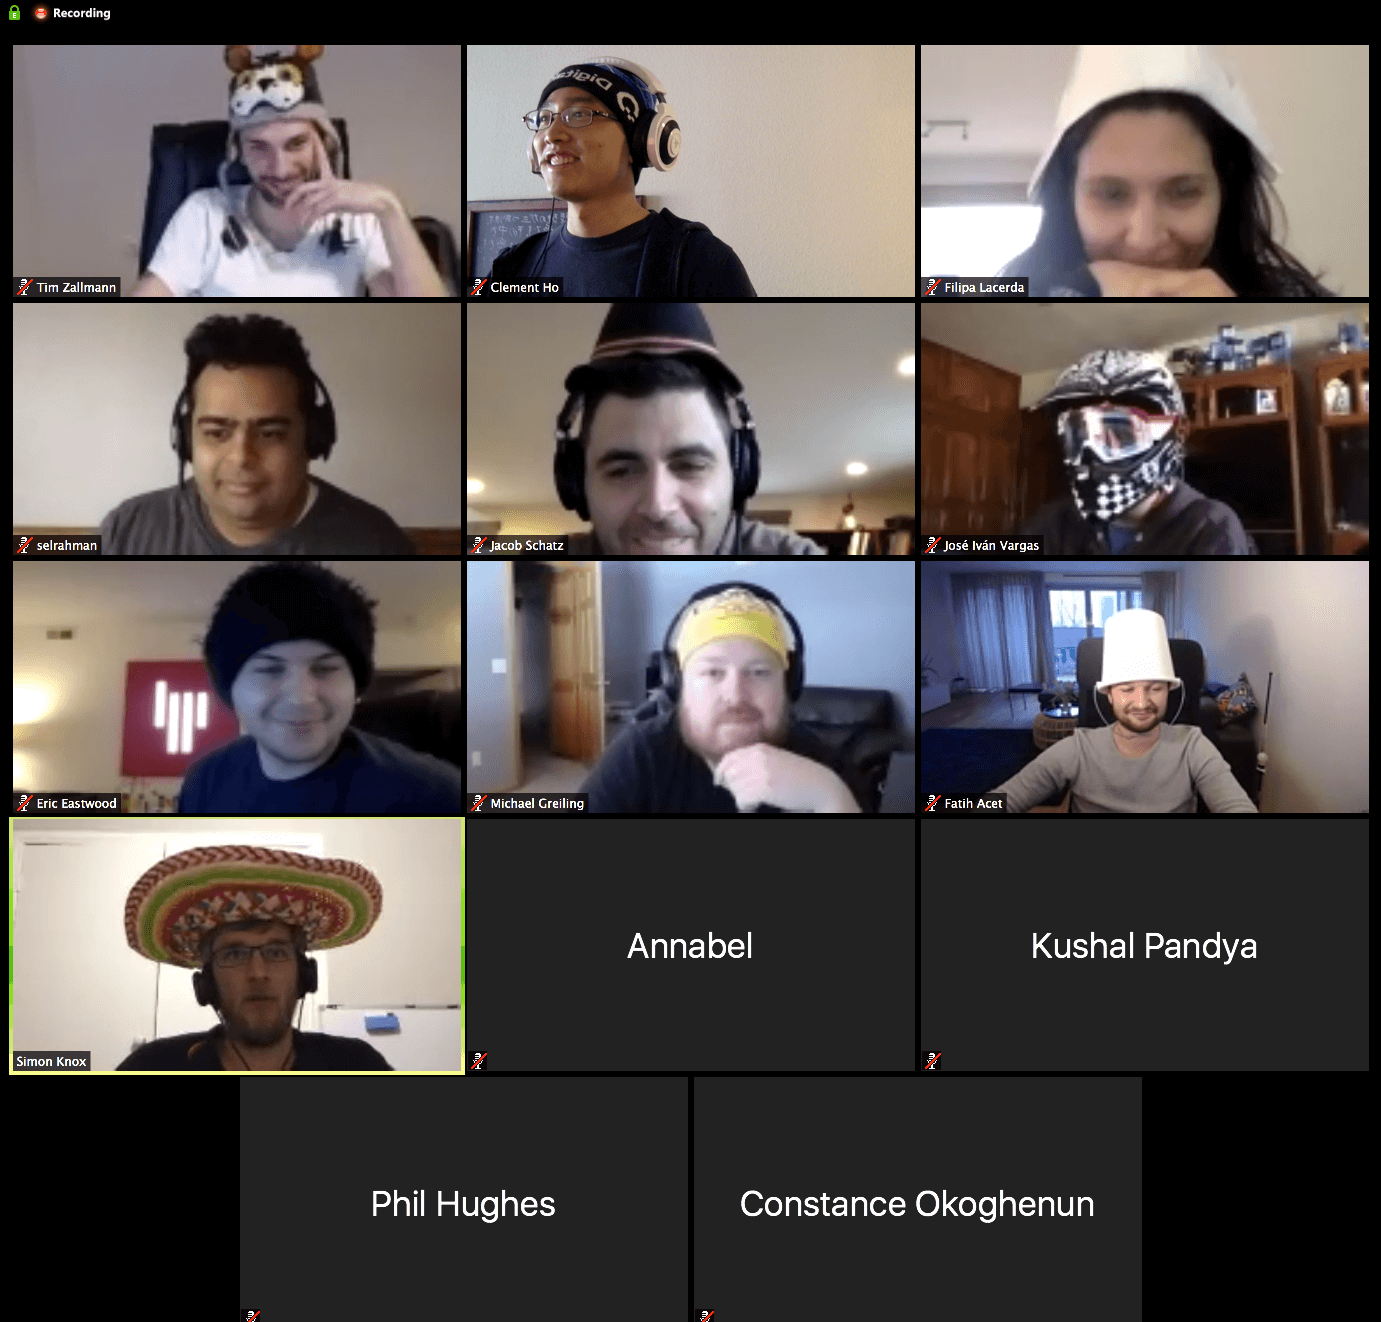 Recording
Tim Zallmann
Clement Ho
Filipa Lacerda
selrahman
Jacob Schatz
José Iván Vargas
Eric Eastwood
Michael Greiling
Fatih Acet
Simon Knox
Annabel
Kushal Pandya
Phil Hughes
Constance Okoghenun